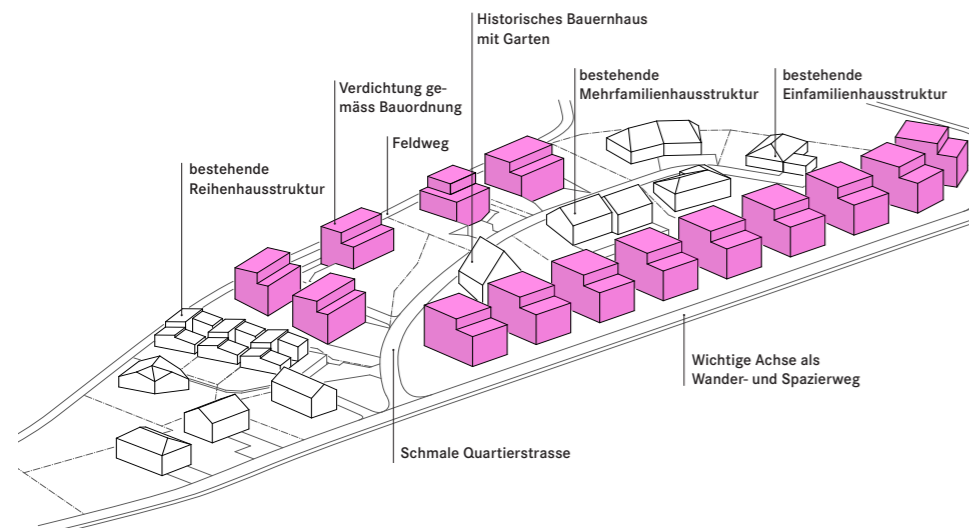 Historisches Bauernhaus
mit Garten
bestehende
Mehrfamilienhausstruktur
bestehende
Einfamilienhausstruktur
Verdichtung ge-
mäss Bauordnung
Feldweg
bestehende
Reihenhausstruktur
Wichtige Achse als
Wander- und Spazierweg
Schmale Quartierstrasse